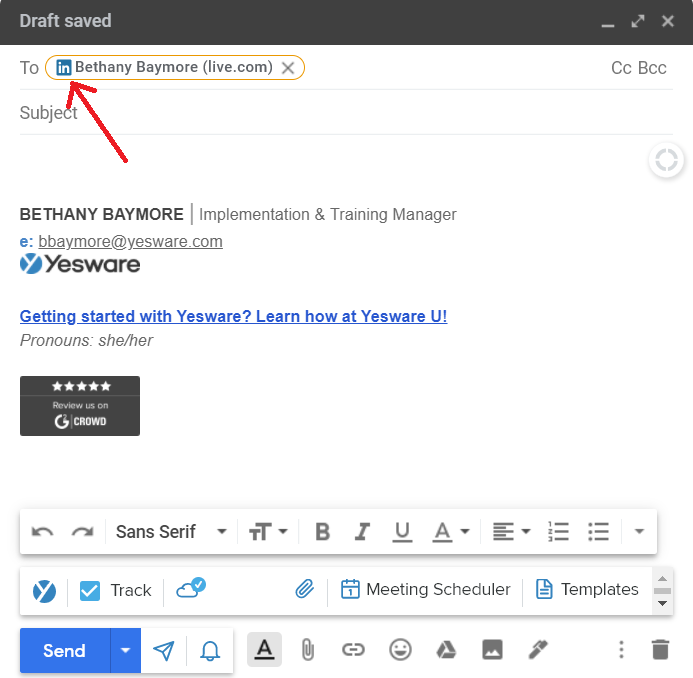 Draft saved
To in Bethany Baymore (live.com) Cc Bcc
Subject
BETHANY BAYMORE | Implementation & Training Manager
e: bbaymore@yesware.com
Yesware
Getting started with Yesware? Learn how at Yesware U!
Pronouns: she/her
Review us on
G2 CROWD
Sans Serif B I U A
Track Meeting Scheduler Templates
Send A